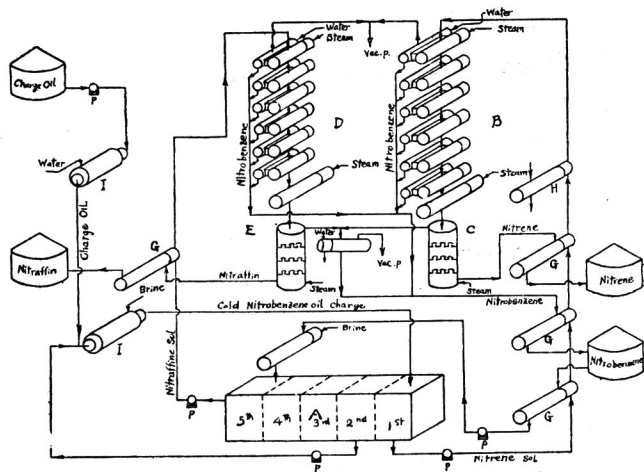 Water
Steam
Water
Steam
Steam
Vac. p.
Charge Oil
P
Nitrobenzene
D
Nitrobenzene
B
Water
I
Steam
Steam
H
Charge Oil
E
Water
C
Nitrene
G
Vac. P
G
Nitraffin
Nitraffin
Steam
Steam
Nitrene
Brine
Cold Nitrobenzene oil charge
Nitrobenzene
I
Nitraffine Sol
Brine
G
Nitrobenzene
5th
4th
A
3rd
2nd
1st
G
P
P
P
P
Nitrene Sol